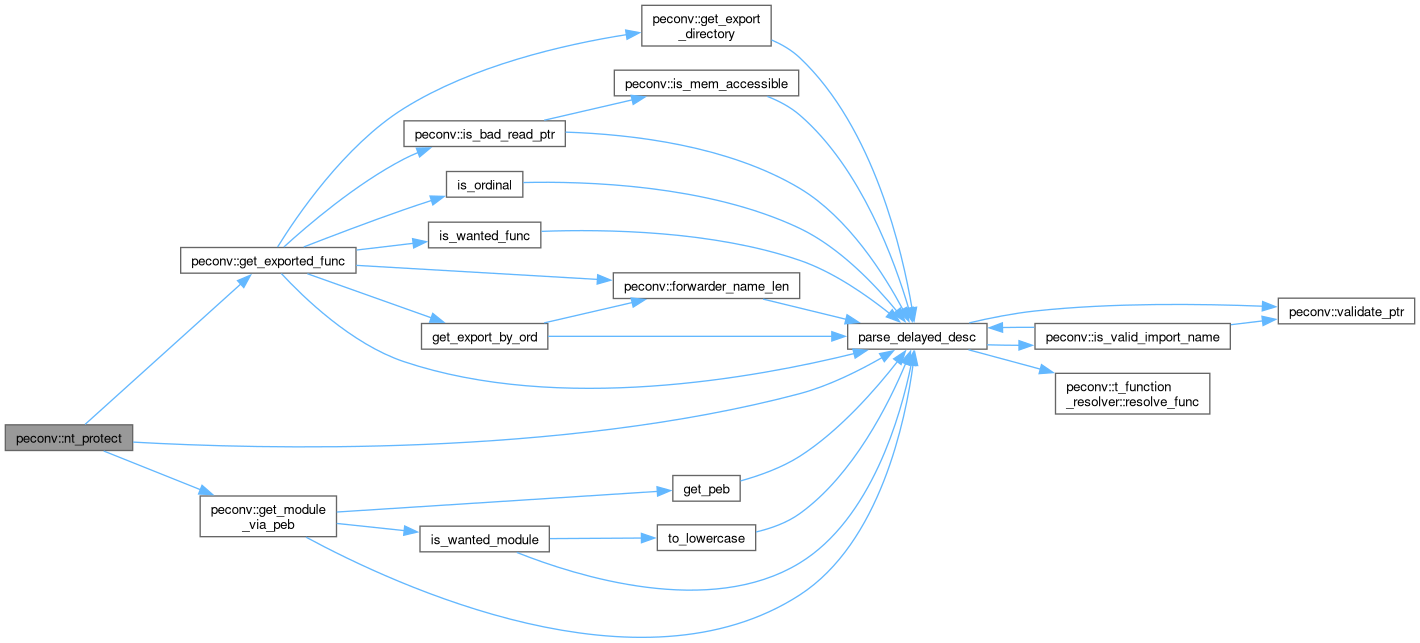 peconv::get_export
_directory
peconv::is_mem_accessible
peconv::is_bad_read_ptr
is_ordinal
is_wanted_func
peconv::get_exported_func
peconv::forwarder_name_len
get_export_by_ord
parse_delayed_desc
peconv::validate_ptr
peconv::is_valid_import_name
peconv::t_function
_resolver::resolve_func
peconv::nt_protect
peconv::get_module
_via_peb
get_peb
is_wanted_module
to_lowercase